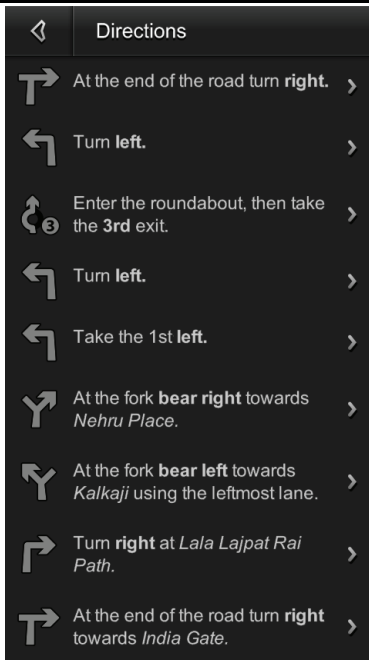 Directions
At the end of the road turn right.
Turn left.
Enter the roundabout, then take
the 3rd exit.
3
Turn left.
Take the 1st left.
At the fork bear right towards
Nehru Place.
At the fork bear left towards
Kalkaji using the leftmost lane.
Turn right at Lala Lajpat Rai
Path.
At the end of the road turn right
towards India Gate.